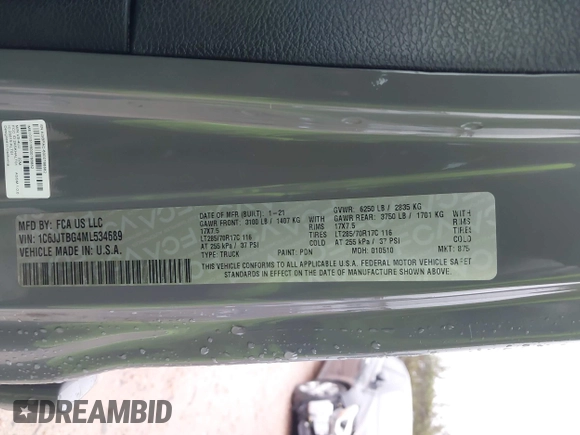 MFD BY: FCA US LLC
VIN: 1C6JJTBG4ML534689
VEHICLE MADE IN: U.S.A.
DATE OF MFR (BUILT): 1-21
GAWR FRONT: 3100 LB / 1407 KG
17X7.5
LT285/70R17C 116
AT 255 kPa / 37 PSI
TYPE: TRUCK PAINT: PDN MDH: 010510 MKT: 875
GVWR: 6250 LB / 2835 KG
GAWR REAR: 3750 LB / 1701 KG
17X7.5
LT285/70R17C 116
AT 255 kPa / 37 PSI
RIMS
TIRES
RIMS
TIRES
THIS VEHICLE CONFORMS TO ALL APPLICABLE U.S.A. FEDERAL MOTOR VEHICLE SAFET
STANDARDS IN EFFECT ON THE DATE OF MANUFACTURE SHOWN ABOVE.
DREAMBID